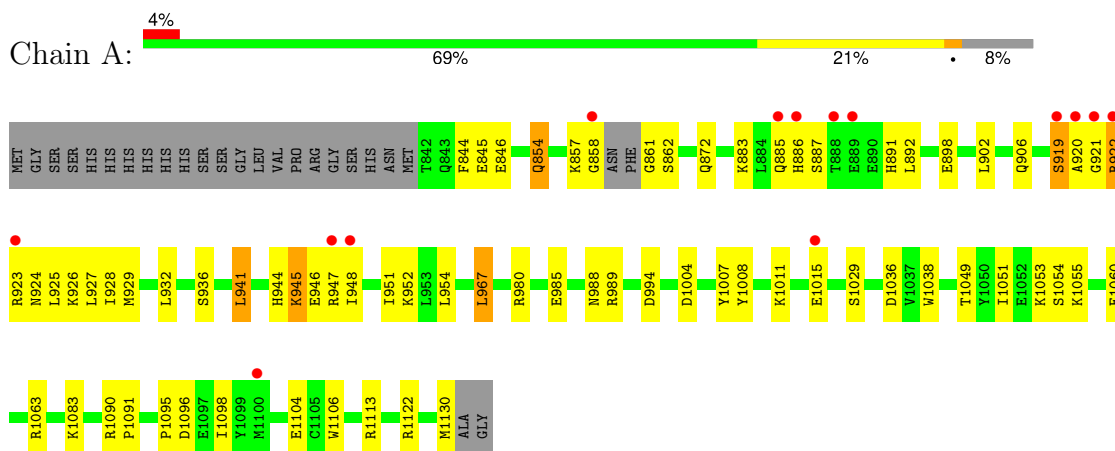 4%
Chain A:
69% 21% • 8%
MET GLY SER SER HIS HIS HIS HIS HIS HIS SER SER GLY LEU VAL PRO ARG GLY SER HIS ASN MET T842 Q843 F844 E845 E846 Q854 K857 G858 ASN PHE G861 S862 Q872 K883 L884 Q885 H886 S887 T888 E889 E890 H891 L892 E898 L902 Q906 S919 A920 G921
R923 N924 L925 K926 L927 I928 M929 L932 S936 L941 H944 K945 E946 R947 I948 I951 K952 L953 L954 L967 R980 E985 N988 R989 D994 D1004 Y1007 Y1008 K1011 E1015 S1029 D1036 V1037 W1038 T1049 Y1050 I1051 E1052 K1053 S1054 K1055
R1063 K1083 R1090 P1091 P1095 D1096 E1097 I1098 Y1099 M1100 E1104 C1105 W1106 R1113 R1122 M1130 ALA GLY